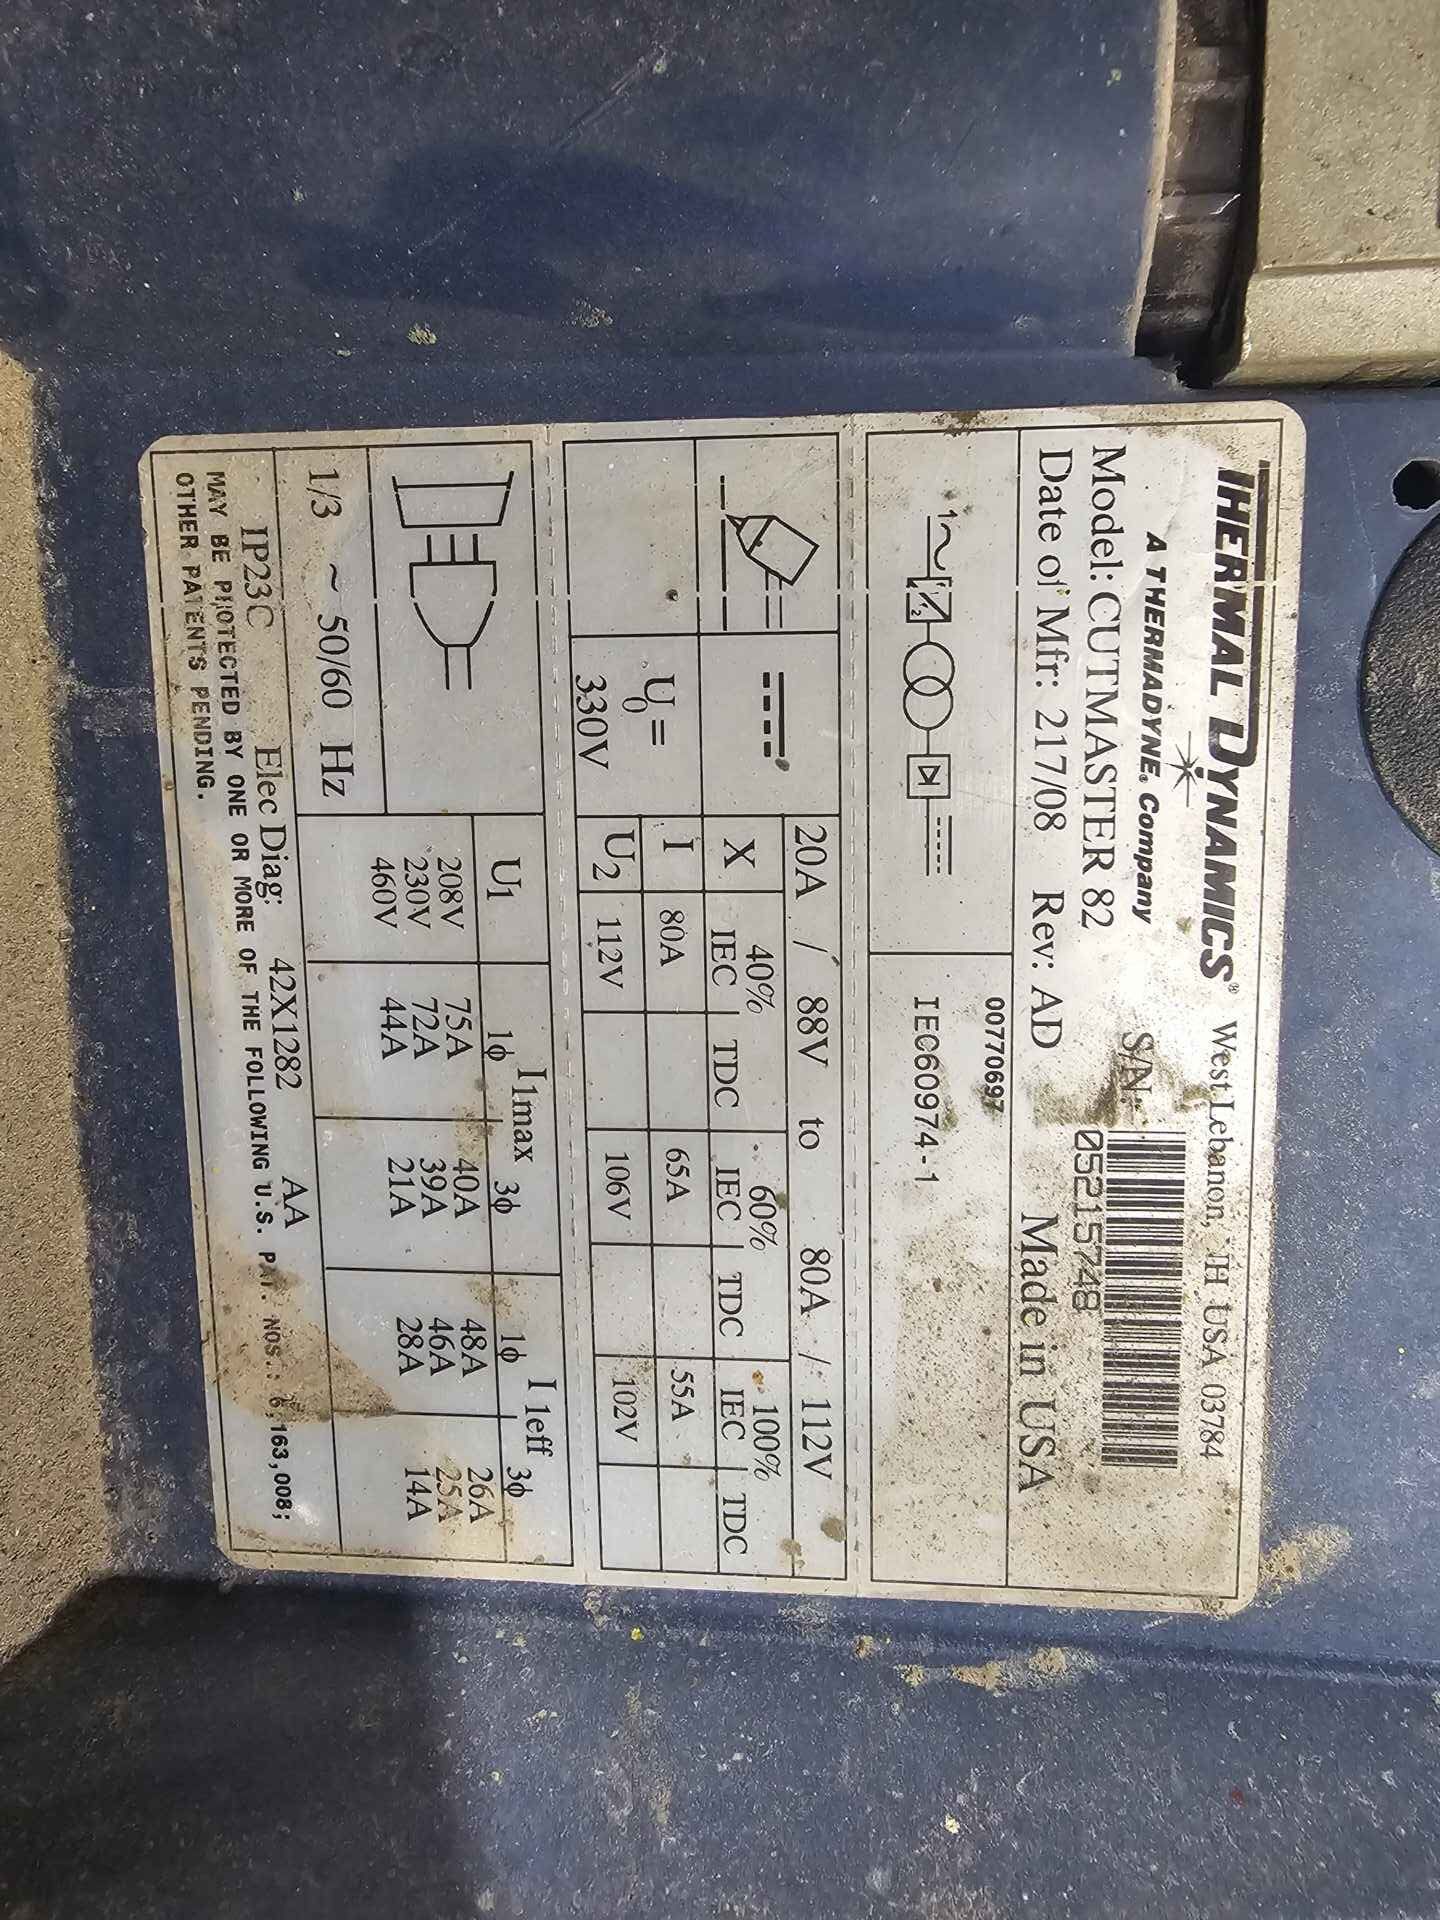 THERMAL DYNAMICS® West Lebanon, USA 03784
A THERMADYNE® Company S/N: 05215748
Model: CUTMASTER 82
Date of Mfr: 217/08 Rev: AD Made in USA
00770697
1~ IEC60974-1
20A / 88V to 80A / 112V
X 40% 60% 100%
IEC TDC IEC TDC IEC TDC
U0= I 80A 65A 55A
330V U2 112V 106V 102V
U1 I1max I1eff
1ϕ 3ϕ 1ϕ 3ϕ
208V 75A 40A 48A 26A
230V 72A 39A 46A 25A
460V 44A 21A 28A 14A
1/3 ~ 50/60 Hz
IP23C Elec Diag: 42X1282 AA
MAY BE PROTECTED BY ONE OR MORE OF THE FOLLOWING U.S. PAT. NOS.: 6,163,008;
OTHER PATENTS PENDING.